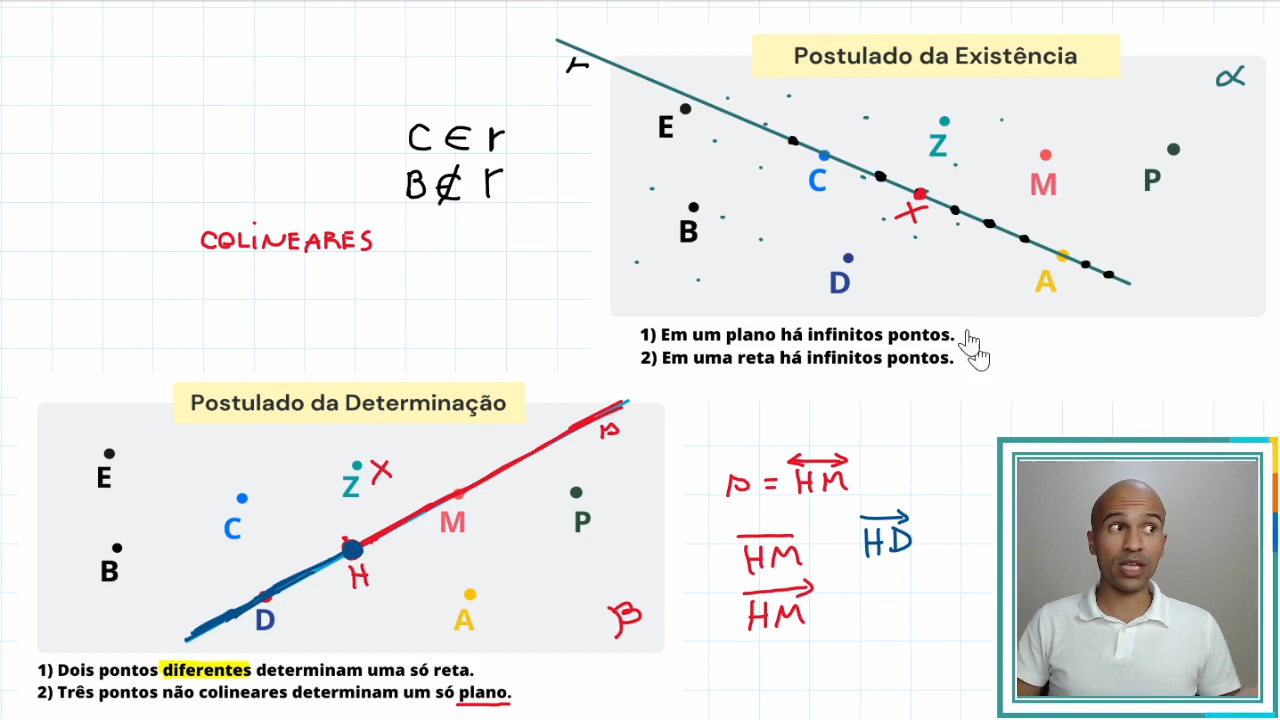 Postulado da Existência
r
α
E
Z
C
M
P
B
X
D
A
1) Em um plano há infinitos pontos.
2) Em uma reta há infinitos pontos.
C ∈ r
B ∉ r
COLINEARES
Postulado da Determinação
s
E
Z X
C
M
P
B
H
D
A
β
1) Dois pontos diferentes determinam uma só reta.
2) Três pontos não colineares determinam um só plano.
s = HM
HM
HM
HD